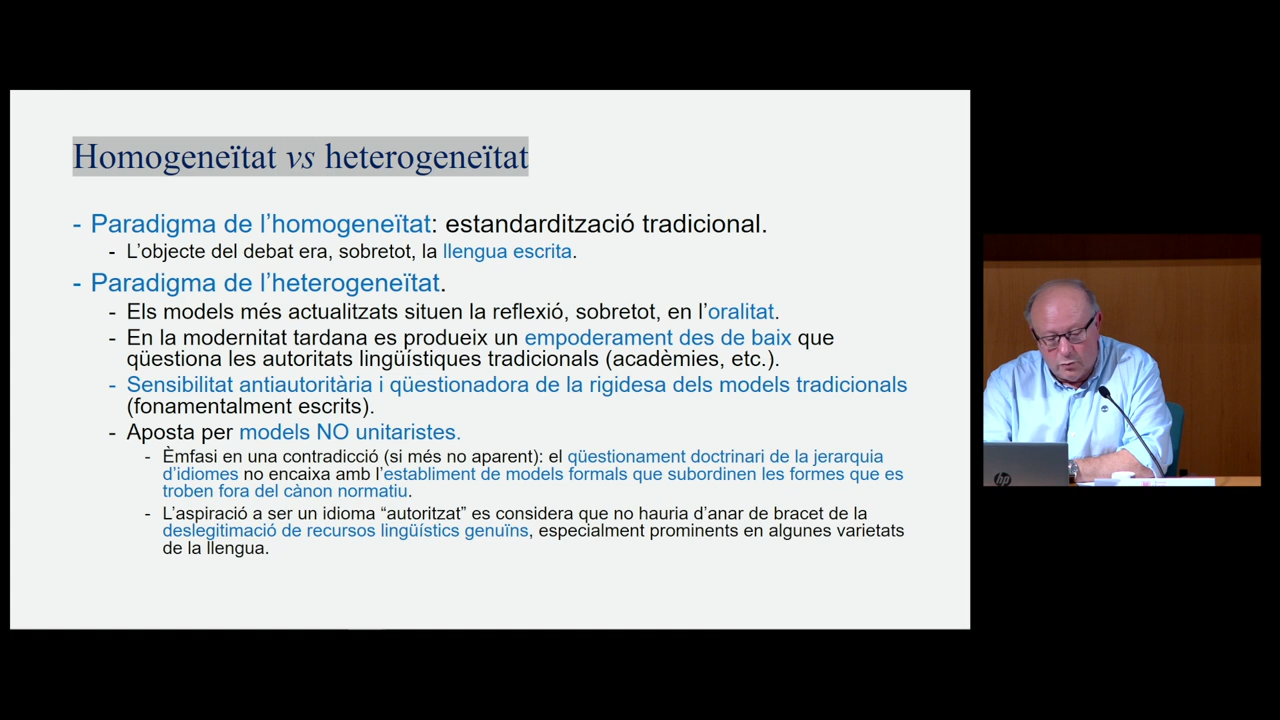 Homogeneïtat vs heterogeneïtat
- Paradigma de l’homogeneïtat: estandardització tradicional.
- L’objecte del debat era, sobretot, la llengua escrita.
- Paradigma de l’heterogeneïtat.
- Els models més actualitzats situen la reflexió, sobretot, en l’oralitat.
- En la modernitat tardana es produeix un empoderament des de baix que
qüestiona les autoritats lingüístiques tradicionals (acadèmies, etc.).
- Sensibilitat antiautoritària i qüestionadora de la rigidesa dels models tradicionals
(fonamentalment escrits).
- Aposta per models NO unitaristes.
- Èmfasi en una contradicció (si més no aparent): el qüestionament doctrinari de la jerarquia
d’idiomes no encaixa amb l’establiment de models formals que subordinen les formes que es
troben fora del cànon normatiu.
- L’aspiració a ser un idioma “autoritzat” es considera que no hauria d’anar de bracet de la
deslegitimació de recursos lingüístics genuïns, especialment prominents en algunes varietats
de la llengua.
hp